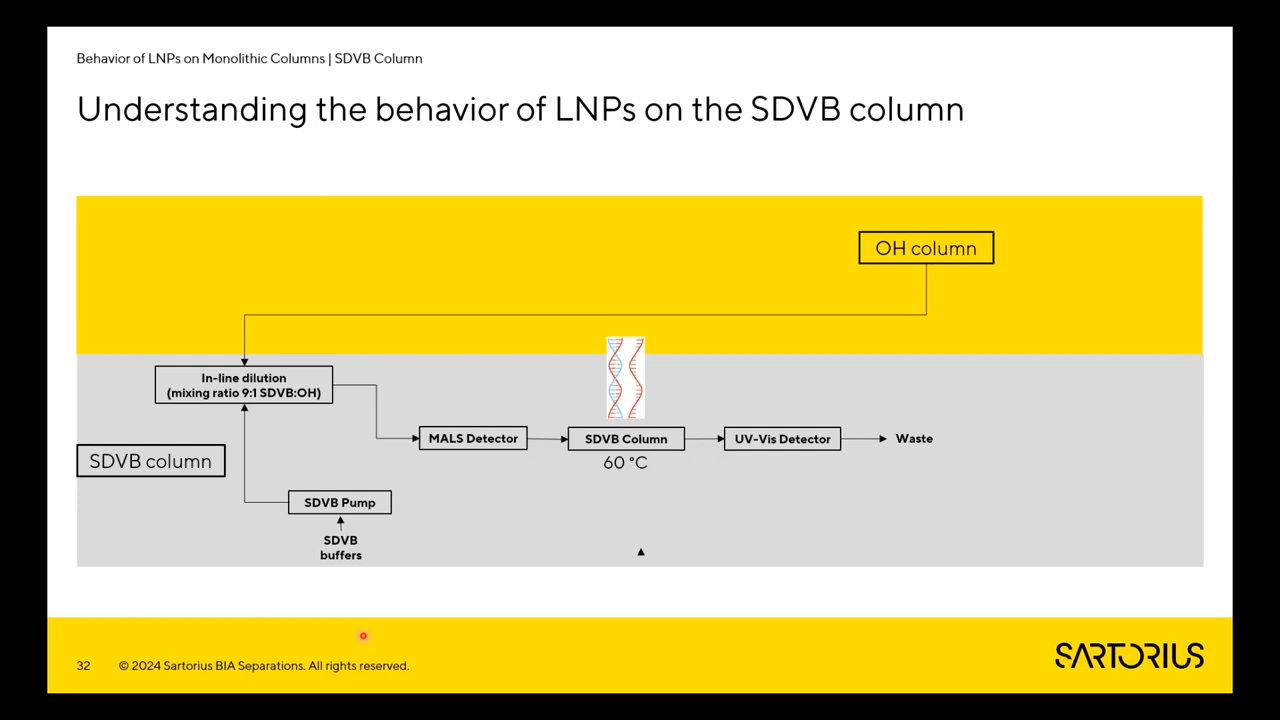 Behavior of LNPs on Monolithic Columns | SDVB Column
Understanding the behavior of LNPs on the SDVB column
OH column
In-line dilution
(mixing ratio 9:1 SDVB:OH)
MALS Detector
SDVB Column
UV-Vis Detector
Waste
SDVB column
60 °C
SDVB Pump
SDVB
buffers
32
© 2024 Sartorius BIA Separations. All rights reserved.
SARTORIUS